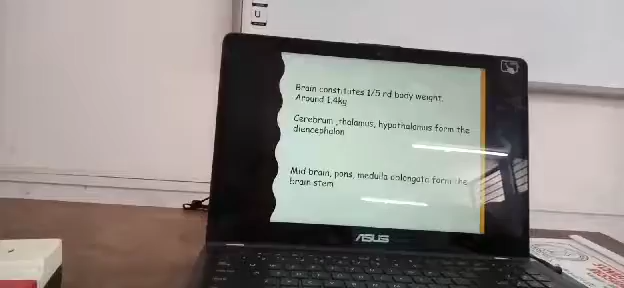 U
Brain constitutes 1/5 rd body weight.
Around 1.4kg
Cerebrum ,thalamus, hypothalamus form the
diencephalon
Mid brain, pons, medulla oblongata form the
brain stem
ASUS